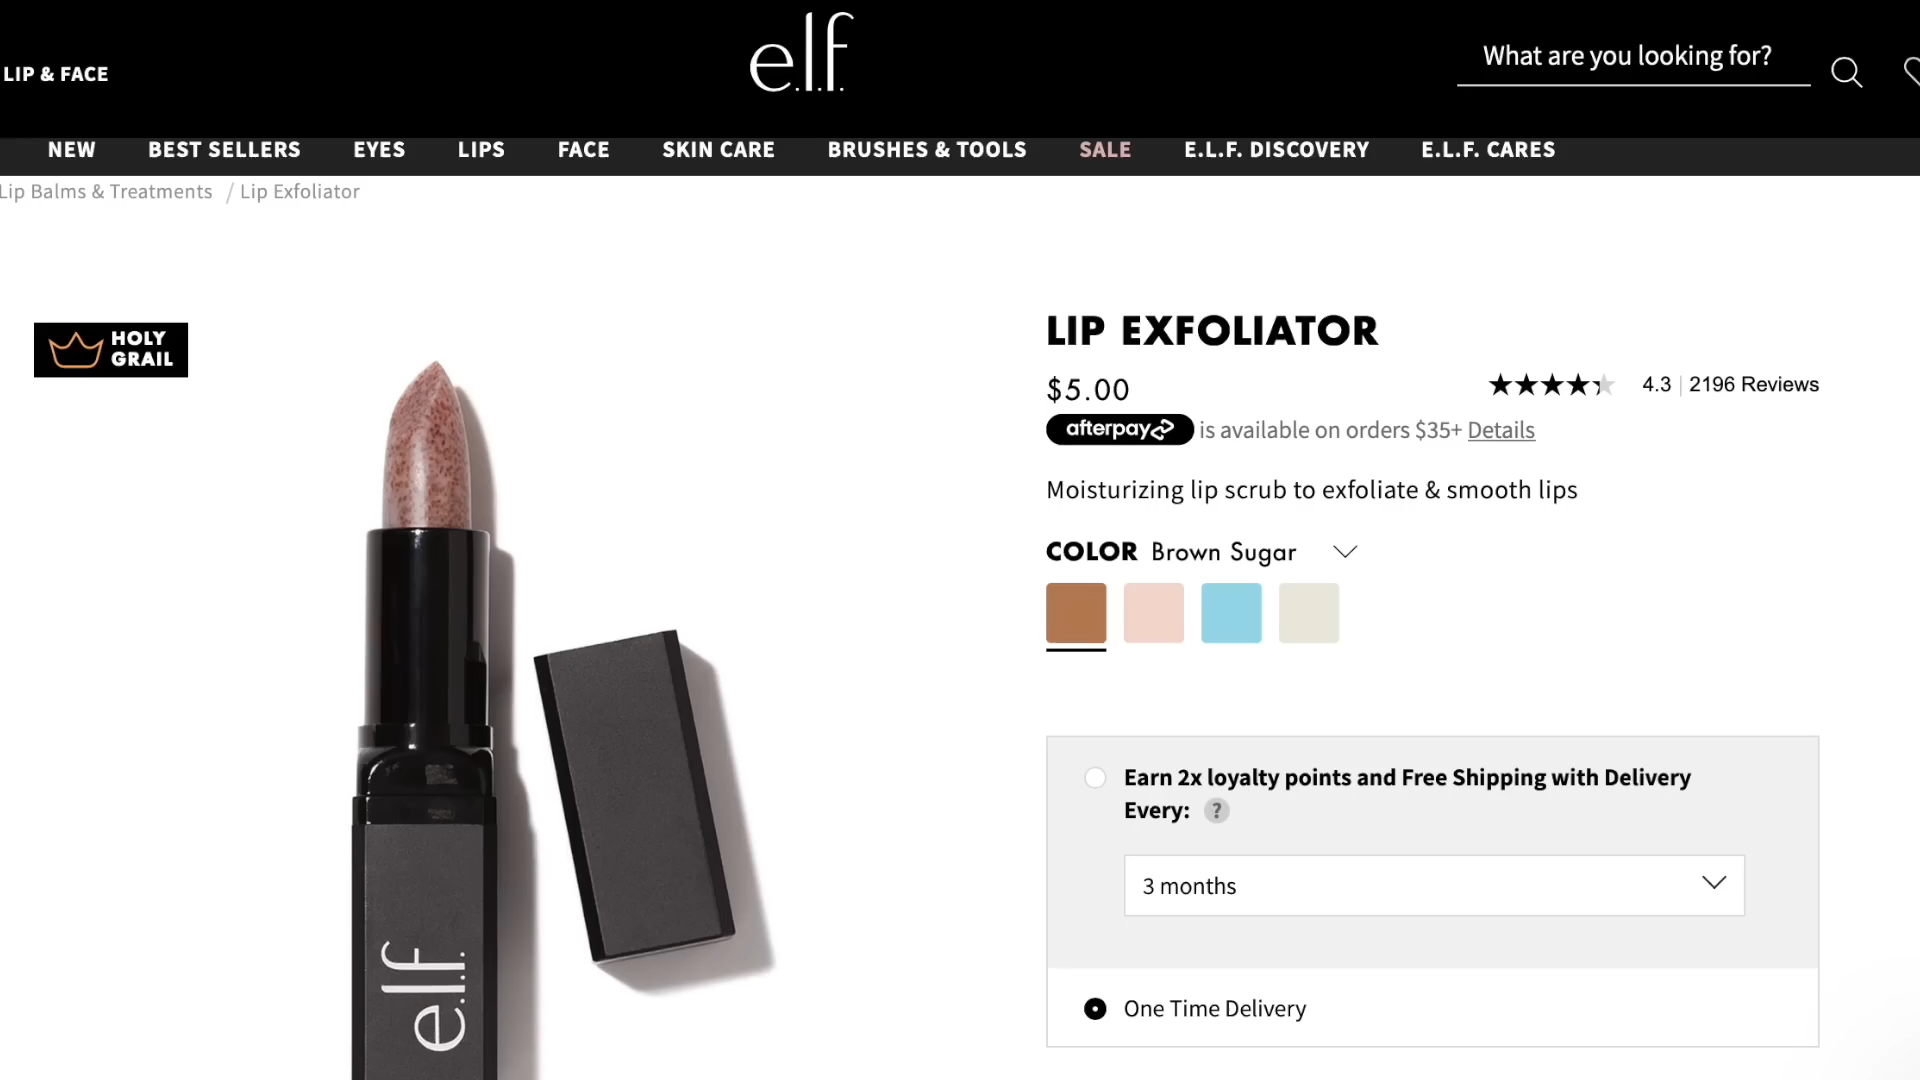 LIP & FACE
e.l.f.
What are you looking for?
NEW BEST SELLERS EYES LIPS FACE SKIN CARE BRUSHES & TOOLS SALE E.L.F. DISCOVERY E.L.F. CARES
Lip Balms & Treatments / Lip Exfoliator
HOLY
GRAIL
e.l.f.
LIP EXFOLIATOR
$5.00
4.3 | 2196 Reviews
afterpay is available on orders $35+ Details
Moisturizing lip scrub to exfoliate & smooth lips
COLOR Brown Sugar
Earn 2x loyalty points and Free Shipping with Delivery
Every: ?
3 months
One Time Delivery